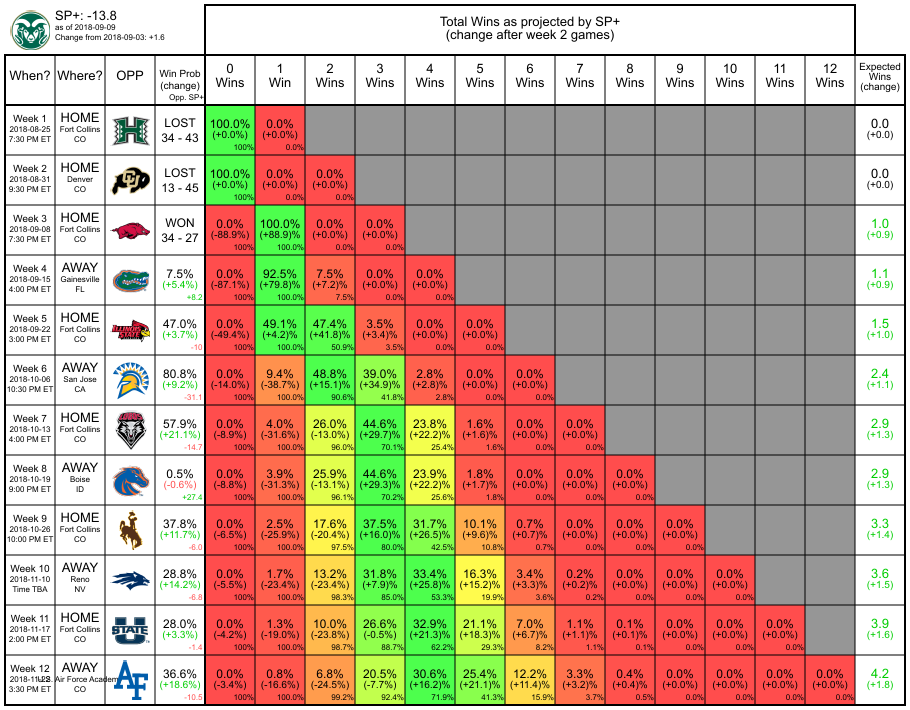 SP+: -13.8
as of 2018-09-09
Change from 2018-09-03: +1.6
Total Wins as projected by SP+
(change after week 2 games)
When? Where? OPP Win Prob (change) Opp. SP+ 0 Wins 1 Win 2 Wins 3 Wins 4 Wins 5 Wins 6 Wins 7 Wins 8 Wins 9 Wins 10 Wins 11 Wins 12 Wins Expected Wins (change)
Week 1 HOME LOST 100.0% 0.0% 0.0
2018-08-25 Fort Collins (+0.0%) (+0.0)% (+0.0)
7:30 PM ET CO 34 - 43 100% 0.0%
Week 2 HOME LOST 100.0% 0.0% 0.0% 0.0
2018-08-31 Denver (+0.0%) (+0.0)% (+0.0)% (+0.0)
9:30 PM ET CO 13 - 45 100% 0.0% 0.0%
Week 3 HOME WON 0.0% 100.0% 0.0% 0.0% 1.0
2018-09-08 Fort Collins (-88.9%) (+88.9)% (+0.0)% (+0.0)% (+0.9)
7:30 PM ET CO 34 - 27 100% 100.0% 0.0% 0.0%
Week 4 AWAY 7.5% 0.0% 92.5% 7.5% 0.0% 0.0% 1.1
2018-09-15 Gainesville (+5.4%) (-87.1%) (+79.8)% (+7.2)% (+0.0)% (+0.0)% (+0.9)
4:00 PM ET FL +8.2 100% 100.0% 7.5% 0.0% 0.0%
Week 5 HOME ILLINOIS STATE 47.0% 0.0% 49.1% 47.4% 3.5% 0.0% 0.0% 1.5
2018-09-22 Fort Collins (+3.7%) (-49.4%) (+4.2)% (+41.8)% (+3.4)% (+0.0)% (+0.0)% (+1.0)
3:00 PM ET CO -10 100% 100.0% 50.9% 3.5% 0.0% 0.0%
Week 6 AWAY 80.8% 0.0% 9.4% 48.8% 39.0% 2.8% 0.0% 0.0% 2.4
2018-10-06 San Jose (+9.2%) (-14.0%) (-38.7)% (+15.1)% (+34.9)% (+2.8)% (+0.0)% (+0.0)% (+1.1)
10:30 PM ET CA -31.1 100% 100.0% 90.6% 41.8% 2.8% 0.0% 0.0%
Week 7 HOME LOBOS 57.9% 0.0% 4.0% 26.0% 44.6% 23.8% 1.6% 0.0% 0.0% 2.9
2018-10-13 Fort Collins (+21.1%) (-8.9%) (-31.6)% (-13.0)% (+29.7)% (+22.2)% (+1.6)% (+0.0)% (+0.0)% (+1.3)
4:00 PM ET CO -14.7 100% 100.0% 96.0% 70.1% 25.4% 1.6% 0.0% 0.0%
Week 8 AWAY 0.5% 0.0% 3.9% 25.9% 44.6% 23.9% 1.8% 0.0% 0.0% 0.0% 2.9
2018-10-19 Boise (-0.6%) (-8.8%) (-31.3)% (-13.1)% (+29.3)% (+22.2)% (+1.7)% (+0.0)% (+0.0)% (+0.0)% (+1.3)
9:00 PM ET ID +27.4 100% 100.0% 96.1% 70.2% 25.6% 1.8% 0.0% 0.0% 0.0%
Week 9 HOME 37.8% 0.0% 2.5% 17.6% 37.5% 31.7% 10.1% 0.7% 0.0% 0.0% 0.0% 3.3
2018-10-26 Fort Collins (+11.7%) (-6.5%) (-25.9)% (-20.4)% (+16.0)% (+26.5)% (+9.6)% (+0.7)% (+0.0)% (+0.0)% (+0.0)% (+1.4)
10:00 PM ET CO -6.0 100% 100.0% 97.5% 80.0% 42.5% 10.8% 0.7% 0.0% 0.0% 0.0%
Week 10 AWAY 28.8% 0.0% 1.7% 13.2% 31.8% 33.4% 16.3% 3.4% 0.2% 0.0% 0.0% 0.0% 3.6
2018-11-10 Reno (+14.2%) (-5.5%) (-23.4)% (-23.4)% (+7.9)% (+25.8)% (+15.2)% (+3.3)% (+0.2)% (+0.0)% (+0.0)% (+0.0)% (+1.5)
Time TBA NV -6.8 100% 100.0% 98.3% 85.0% 53.3% 19.9% 3.6% 0.2% 0.0% 0.0% 0.0%
Week 11 HOME STATE 28.0% 0.0% 1.3% 10.0% 26.6% 32.9% 21.1% 7.0% 1.1% 0.1% 0.0% 0.0% 0.0% 3.9
2018-11-17 Fort Collins (+3.3%) (-4.2%) (-19.0)% (-23.8)% (-0.5)% (+21.3)% (+18.3)% (+6.7)% (+1.1)% (+0.1)% (+0.0)% (+0.0)% (+0.0)% (+1.6)
2:00 PM ET CO -1.4 100% 100.0% 98.7% 88.7% 62.2% 29.3% 8.2% 1.1% 0.1% 0.0% 0.0% 0.0%
Week 12 AWAY AF 36.6% 0.0% 0.8% 6.8% 20.5% 30.6% 25.4% 12.2% 3.3% 0.4% 0.0% 0.0% 0.0% 0.0% 4.2
Air Force Academy (+18.6%) (-3.4%) (-16.6)% (-24.5)% (-7.7)% (+16.2)% (+21.1)% (+11.4)% (+3.2)% (+0.4)% (+0.0)% (+0.0)% (+0.0)% (+0.0)% (+1.8)
3:30 PM ET CO -10.5 100% 100.0% 99.2% 92.4% 71.9% 41.3% 15.9% 3.7% 0.5% 0.0% 0.0% 0.0% 0.0%